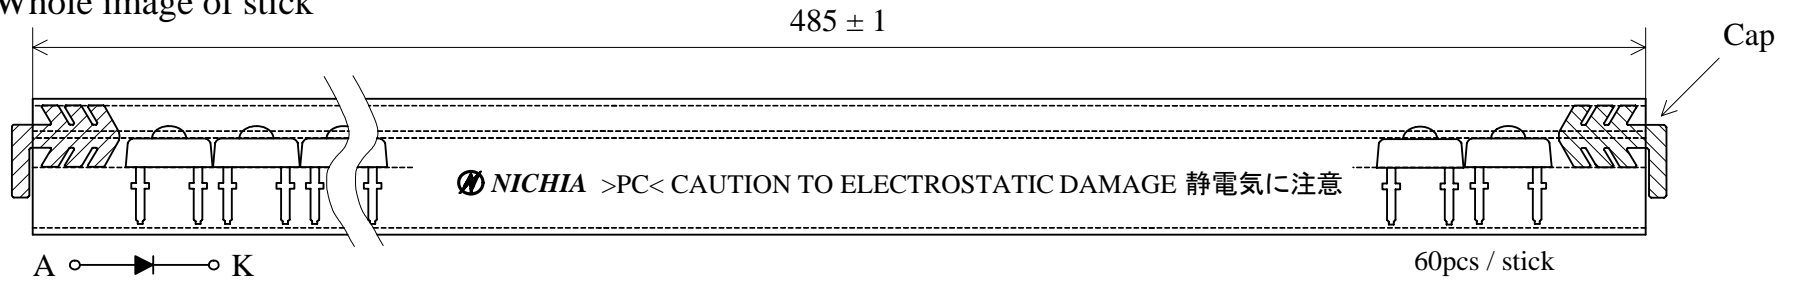 Whole image of stick
485 ± 1
Cap
NICHIA >PC< CAUTION TO ELECTROSTATIC DAMAGE 静電気に注意
A K
60pcs / stick